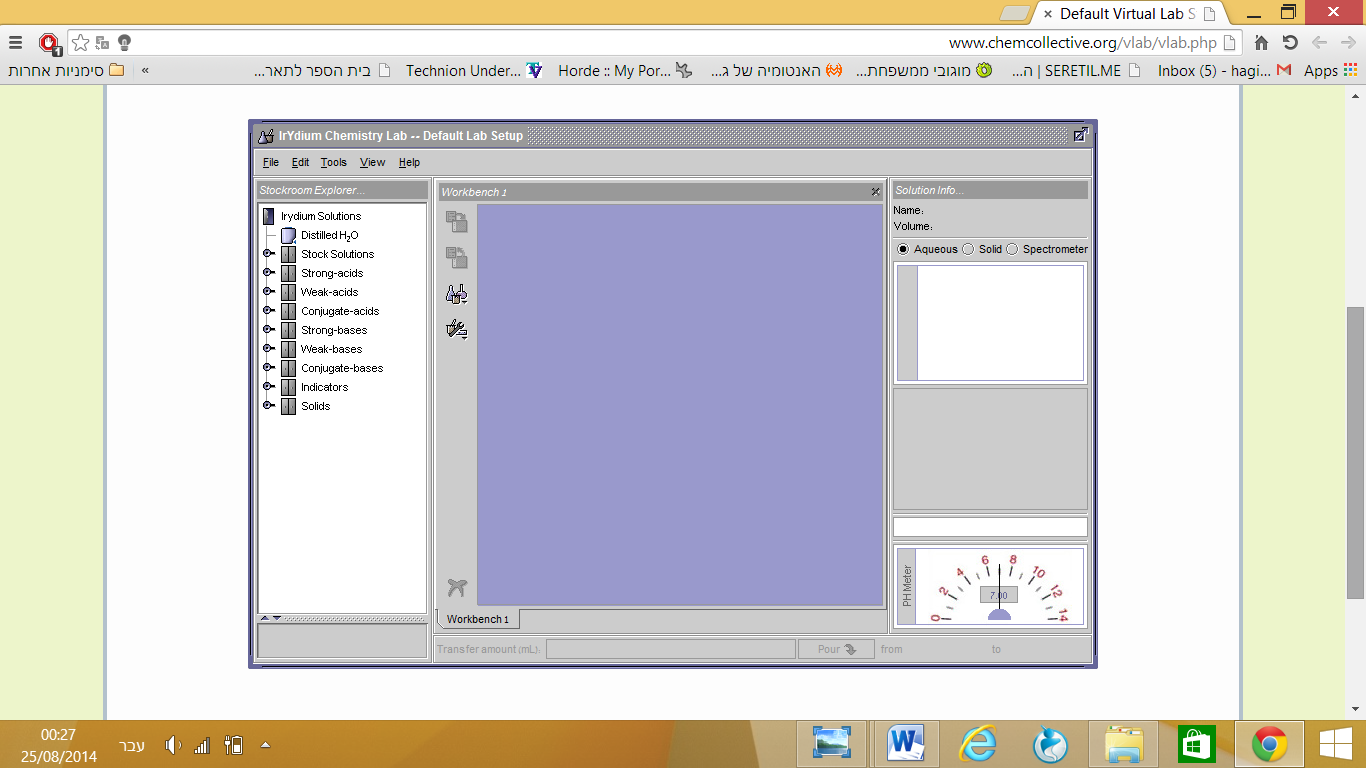 Default Virtual Lab S
www.chemcollective.org/vlab/vlab.php
1
Apps
Inbox (5) - hagi...
SERETIL.ME | ה...
מוגובי ממשפחת...
האנטומיה של ג...
Horde :: My Por...
Technion Under...
בית הספר לתאר...
«
סימניות אחרות
IrYdium Chemistry Lab -- Default Lab Setup
File Edit Tools View Help
Stockroom Explorer...
Irydium Solutions
Distilled H₂O
Stock Solutions
Strong-acids
Weak-acids
Conjugate-acids
Strong-bases
Weak-bases
Conjugate-bases
Indicators
Solids
Workbench 1
Workbench 1
Transfer amount (mL):
Pour
from
to
Solution Info...
Name:
Volume:
Aqueous Solid Spectrometer
PH Meter
0 2 4 6 8 10 12 14
7.00
00:27
25/08/2014
עבר